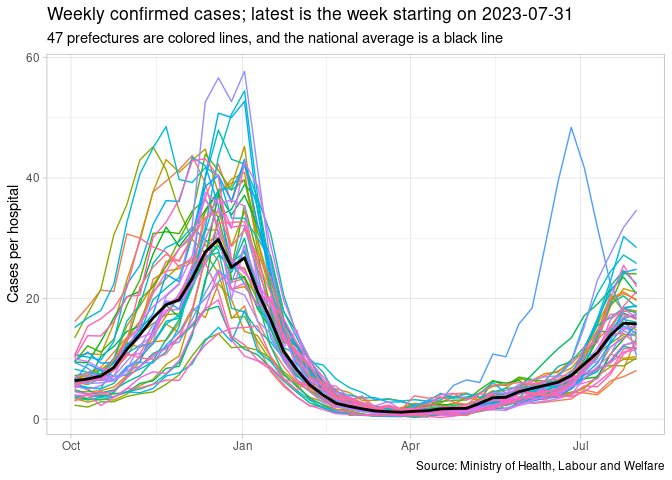 Weekly confirmed cases; latest is the week starting on 2023-07-31
47 prefectures are colored lines, and the national average is a black line
Cases per hospital
60
40
20
0
Oct
Jan
Apr
Jul
Source: Ministry of Health, Labour and Welfare